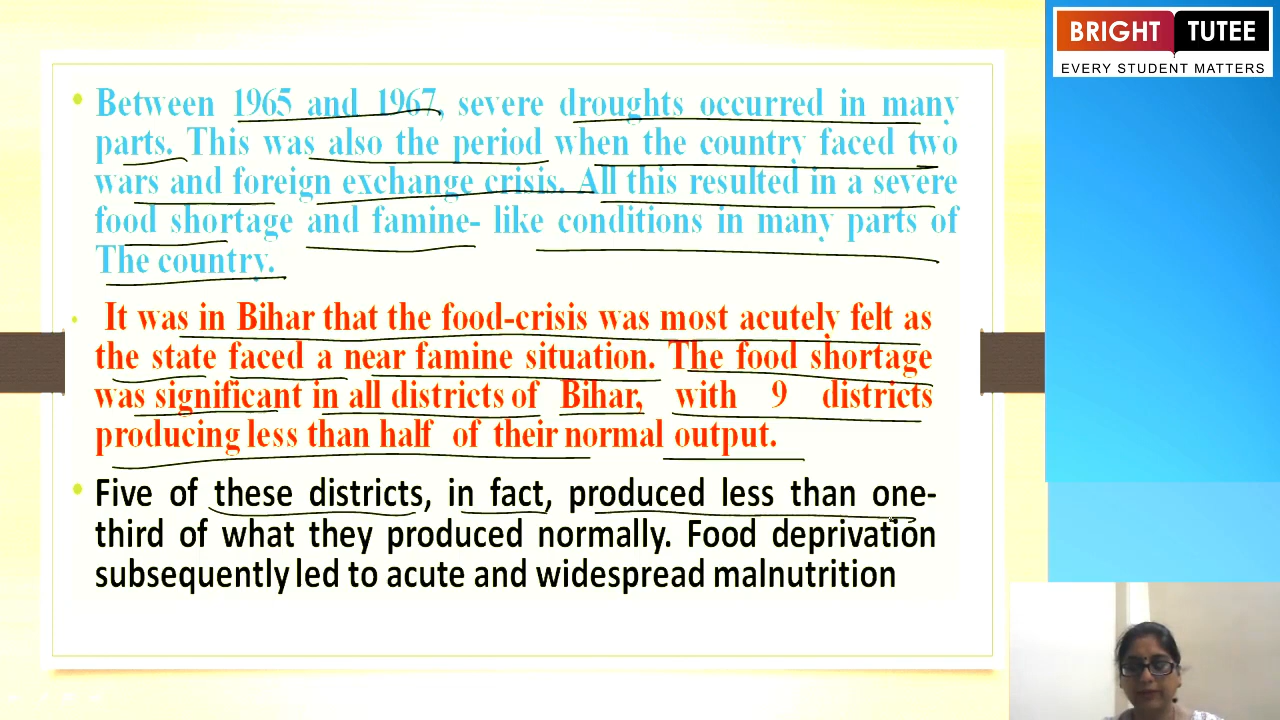 BRIGHT TUTEE
EVERY STUDENT MATTERS
Between 1965 and 1967, severe droughts occurred in many
parts. This was also the period when the country faced two
wars and foreign exchange crisis. All this resulted in a severe
food shortage and famine- like conditions in many parts of
The country.
It was in Bihar that the food-crisis was most acutely felt as
the state faced a near famine situation. The food shortage
was significant in all districts of Bihar, with 9 districts
producing less than half of their normal output.
Five of these districts, in fact, produced less than one-
third of what they produced normally. Food deprivation
subsequently led to acute and widespread malnutrition